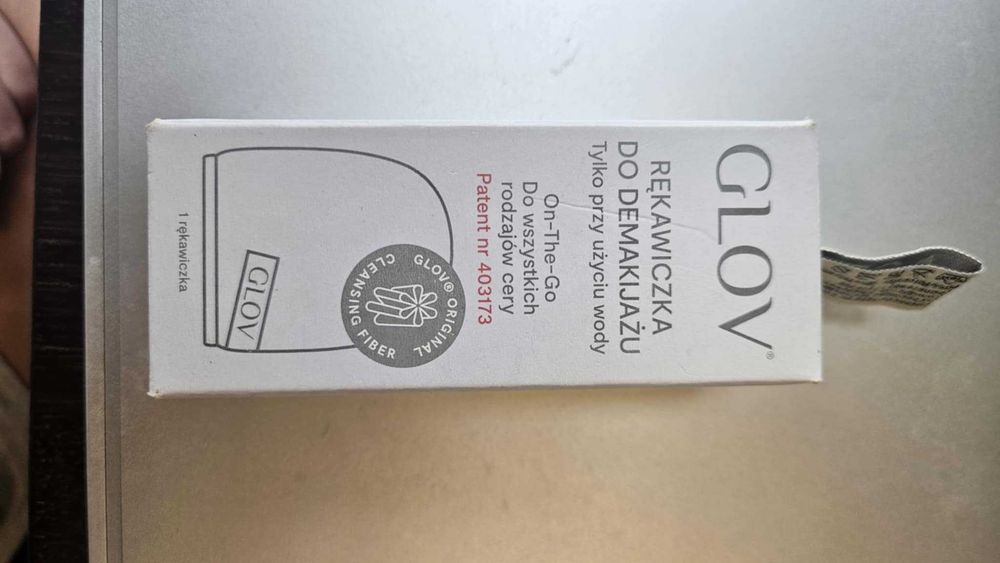 GLOV®
RĘKAWICZKA
DO DEMAKIJAŻU
Tylko przy użyciu wody
On-The-Go
Do wszystkich
rodzajów cery
Patent nr 403173
GLOV® ORIGINAL
CLEANSING FIBER
GLOV
1 rękawiczka